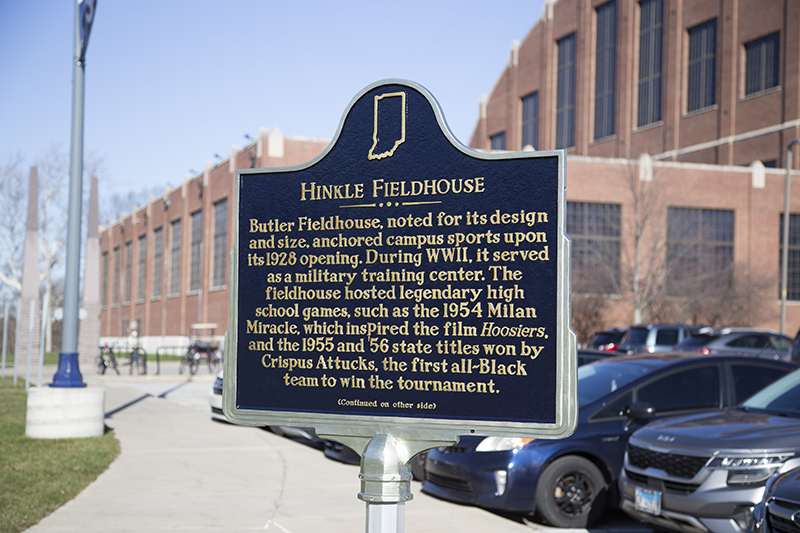 HINKLE FIELDHOUSE
Butler Fieldhouse, noted for its design
and size, anchored campus sports upon
its 1928 opening. During WWII, it served
as a military training center. The
fieldhouse hosted legendary high
school games, such as the 1954 Milan
Miracle, which inspired the film Hoosiers,
and the 1955 and '56 state titles won by
Crispus Attucks, the first all-Black
team to win the tournament.
(Continued on other side)